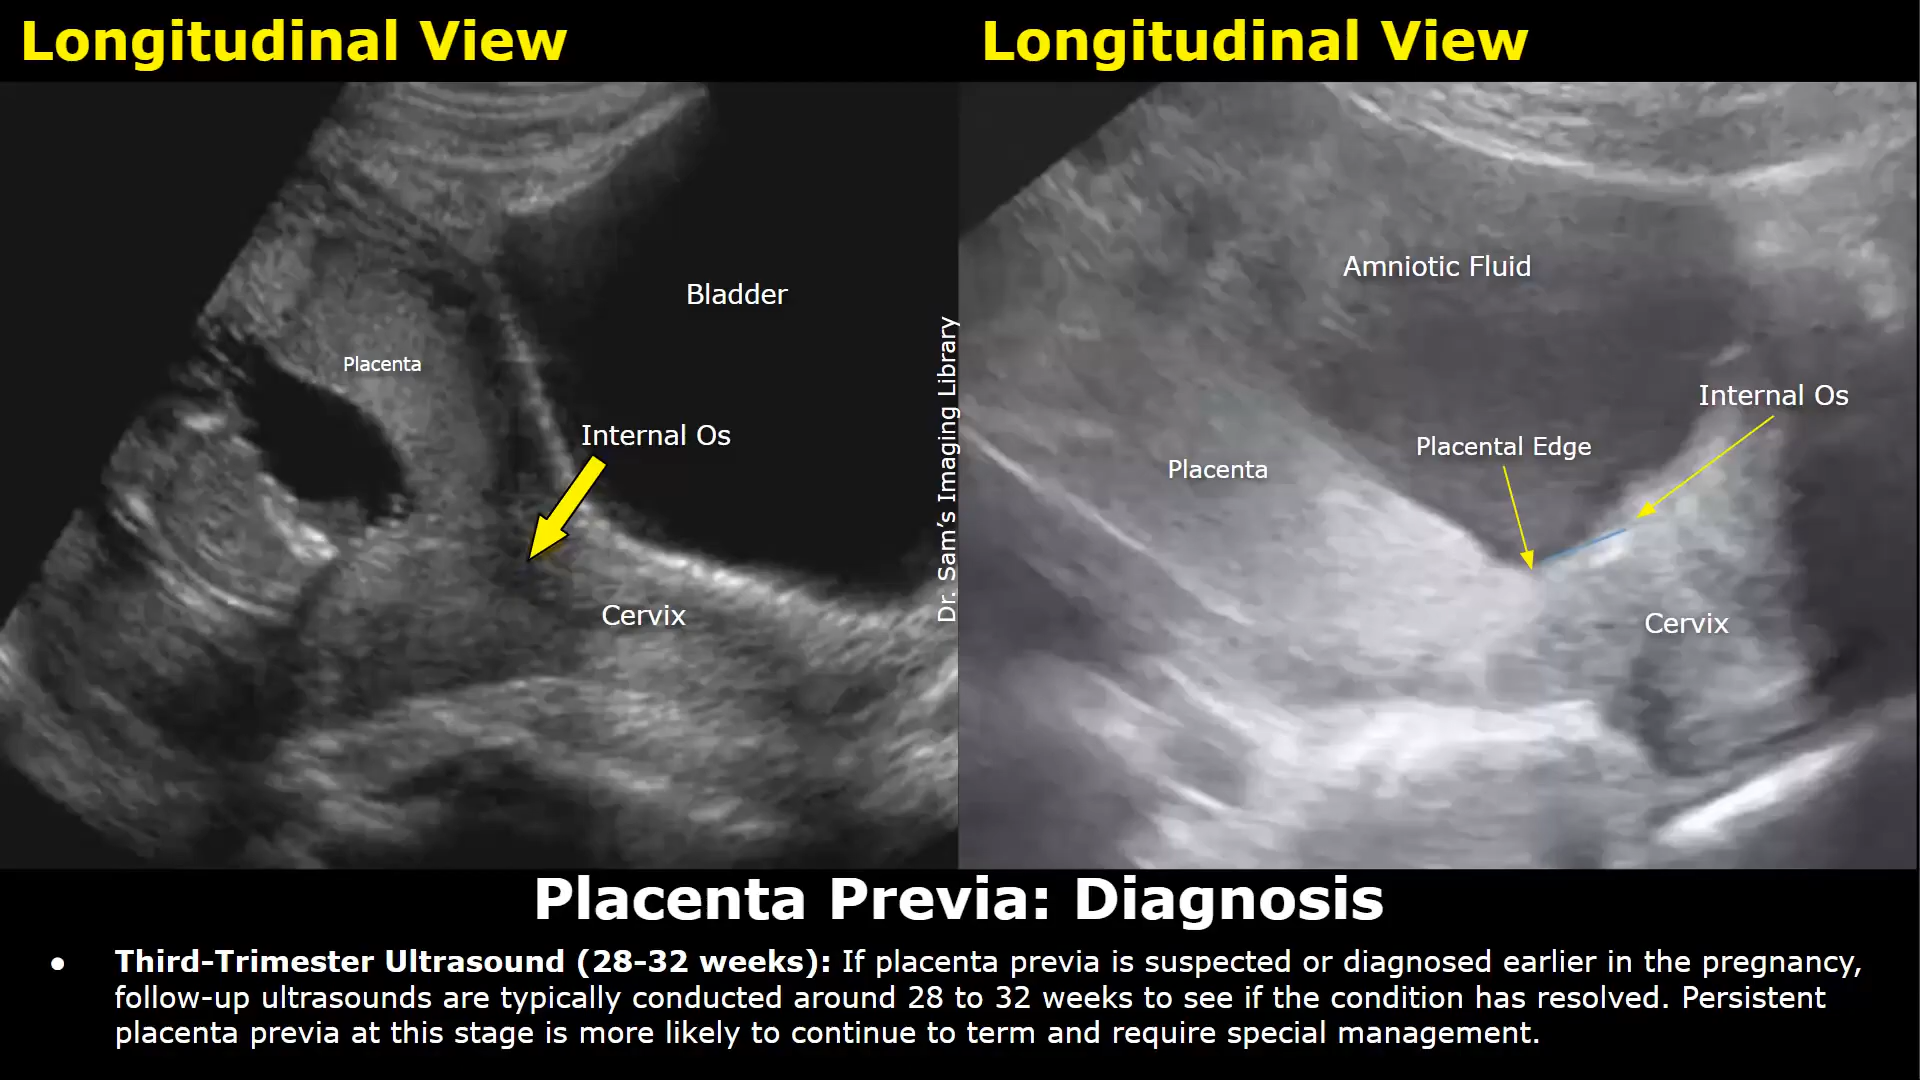 Longitudinal View
Longitudinal View
Bladder
Placenta
Internal Os
Cervix
Dr. Sam’s Imaging Library
Amniotic Fluid
Internal Os
Placental Edge
Placenta
Cervix
Placenta Previa: Diagnosis
● Third-Trimester Ultrasound (28-32 weeks): If placenta previa is suspected or diagnosed earlier in the pregnancy,
follow-up ultrasounds are typically conducted around 28 to 32 weeks to see if the condition has resolved. Persistent
placenta previa at this stage is more likely to continue to term and require special management.